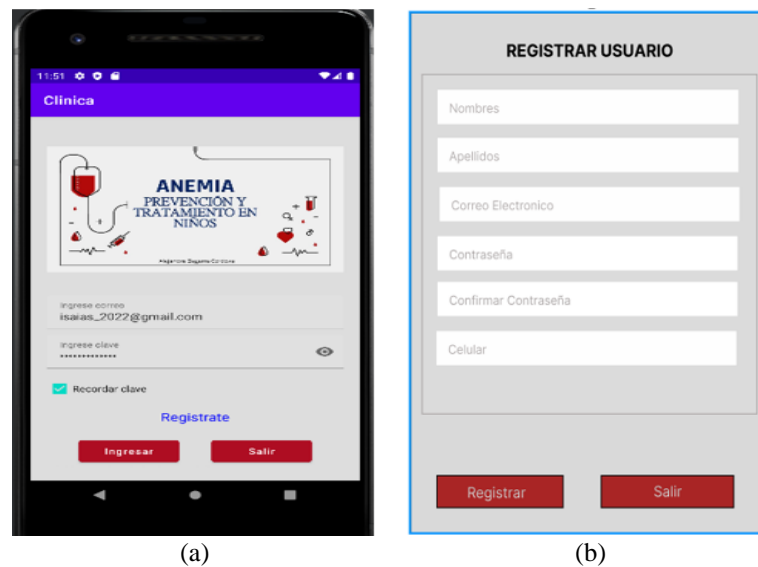 11:51
Clinica
ANEMIA
PREVENCIÓN Y
TRATAMIENTO EN
NIÑOS
Ingrese correo
isaias_2022@gmail.com
Ingrese clave
Recordar clave
Registrate
Ingresar
Salir
(a)
REGISTRAR USUARIO
Nombres
Apellidos
Correo Electronico
Contraseña
Confirmar Contraseña
Celular
Registrar
Salir
(b)